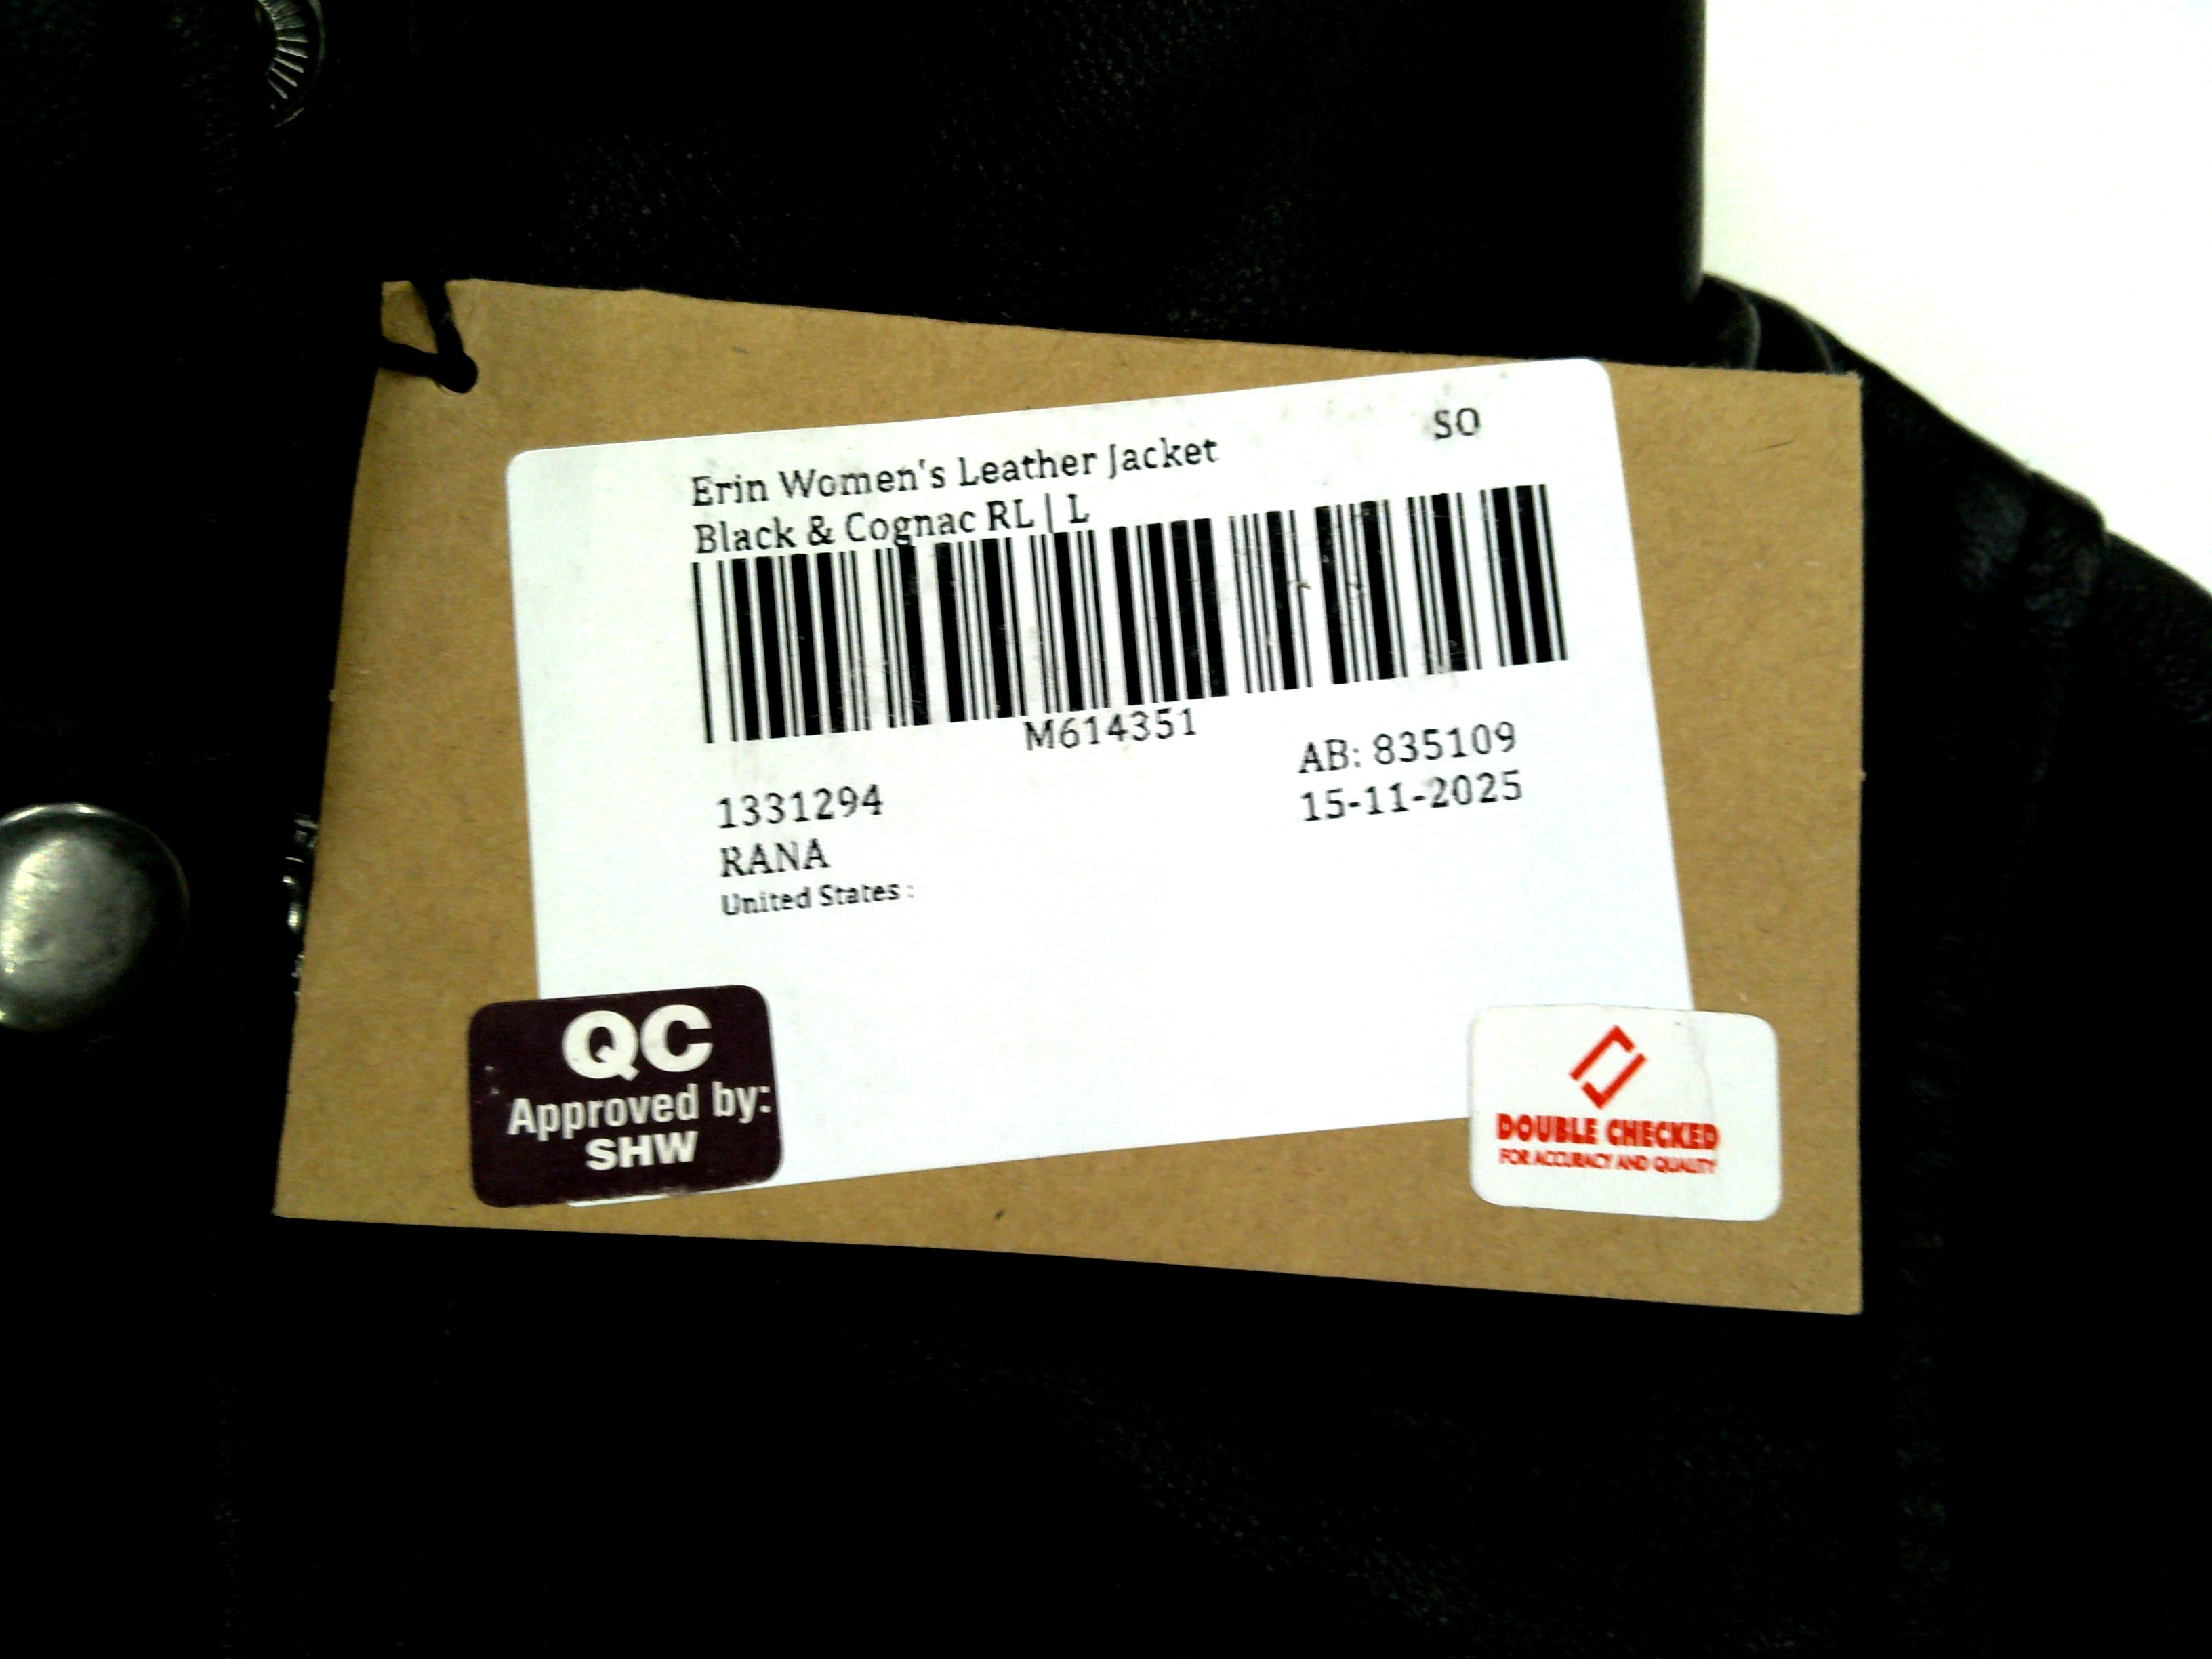 SO
Erin Women's Leather Jacket
Black & Cognac RL | L
M614351
AB: 835109
1331294
15-11-2025
RANA
United States :
QC
Approved by:
SHW
DOUBLE CHECKED
FOR ACCURACY AND QUALITY